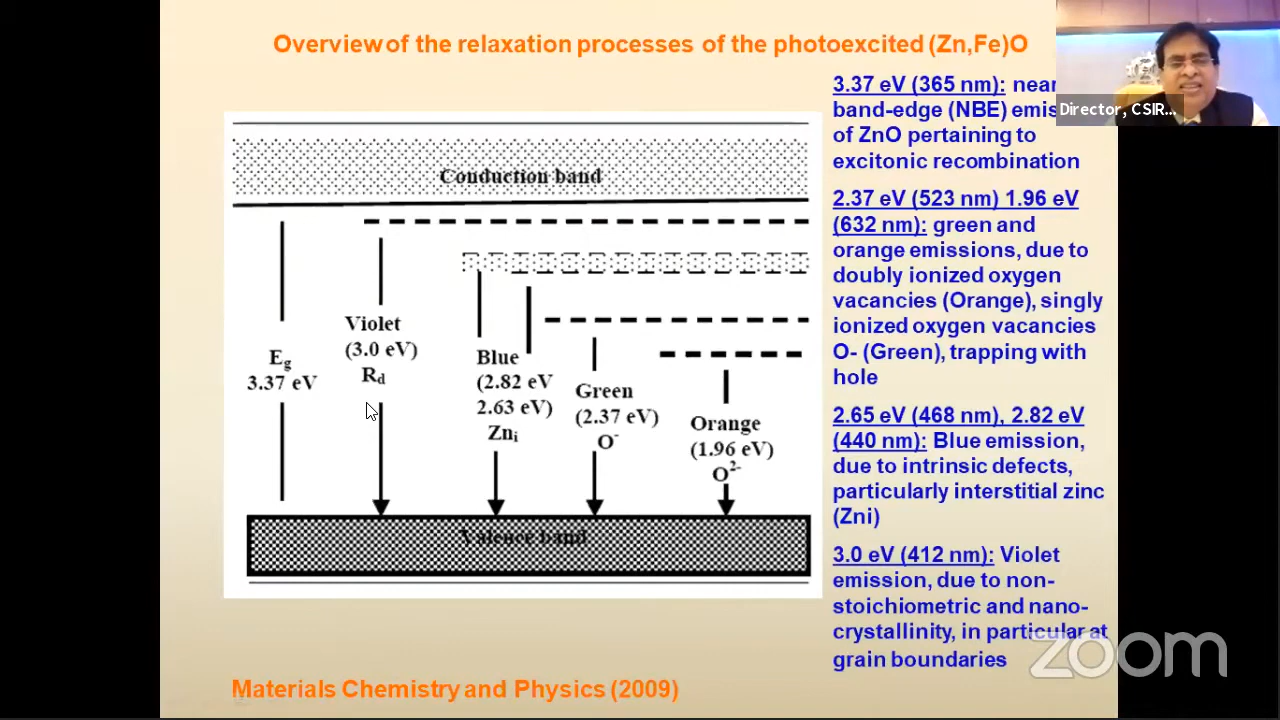 Overview of the relaxation processes of the photoexcited (Zn,Fe)O
Conduction band
Eg
3.37 eV
Violet
(3.0 eV)
Rd
Blue
(2.82 eV
2.63 eV)
Zni
Green
(2.37 eV)
O-
Orange
(1.96 eV)
O2-
Valence band
3.37 eV (365 nm): near
band-edge (NBE) emis
of ZnO pertaining to
excitonic recombination
2.37 eV (523 nm) 1.96 eV
(632 nm): green and
orange emissions, due to
doubly ionized oxygen
vacancies (Orange), singly
ionized oxygen vacancies
O- (Green), trapping with
hole
2.65 eV (468 nm), 2.82 eV
(440 nm): Blue emission,
due to intrinsic defects,
particularly interstitial zinc
(Zni)
3.0 eV (412 nm): Violet
emission, due to non-
stoichiometric and nano-
crystallinity, in particular at
grain boundaries
Materials Chemistry and Physics (2009)
Director, CSIR...
zoom